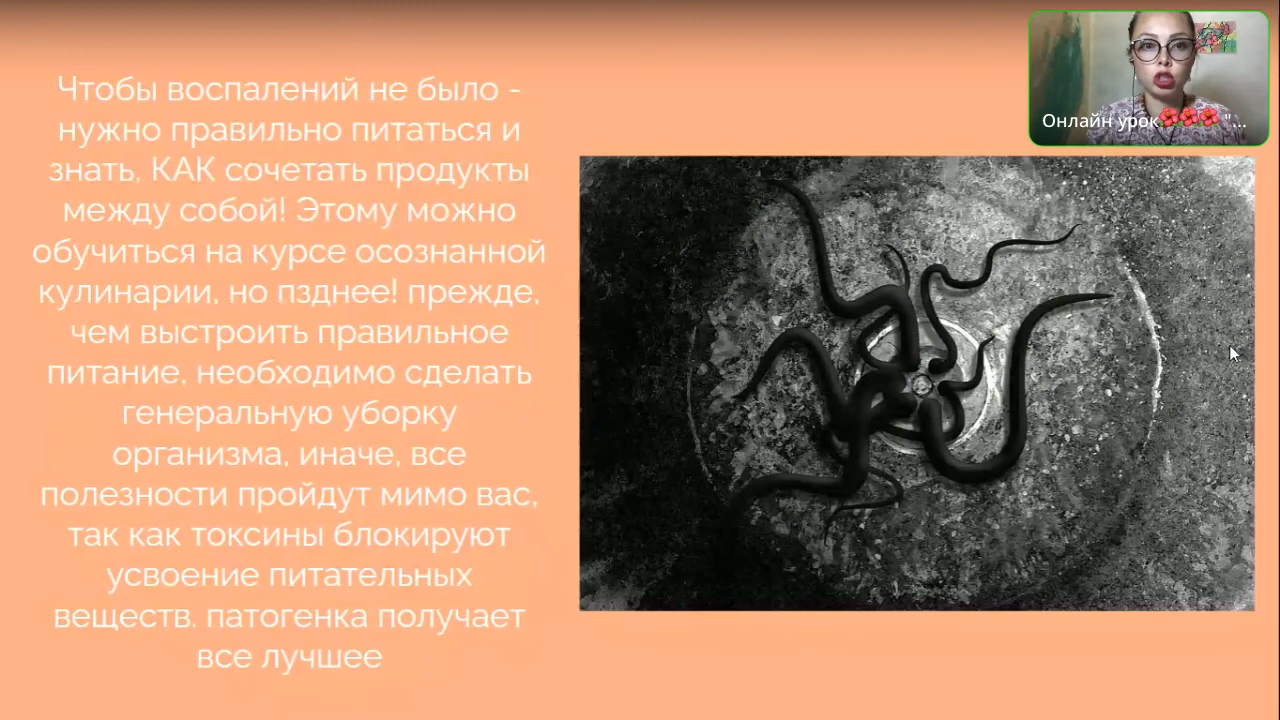 Чтобы воспалений не было -
нужно правильно питаться и
знать, КАК сочетать продукты
между собой! Этому можно
обучиться на курсе осознанной
кулинарии, но пзднее! прежде,
чем выстроить правильное
питание, необходимо сделать
генеральную уборку
организма, иначе, все
полезности пройдут мимо вас,
так как токсины блокируют
усвоение питательных
веществ. патогенка получает
все лучшее
Онлайн урок🌺🌺🌺 "...